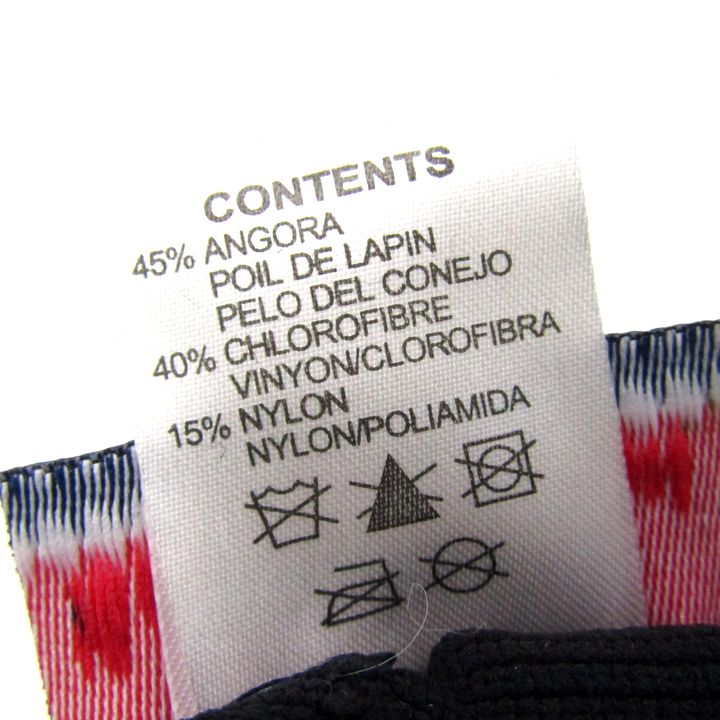 CONTENTS
45% ANGORA
POIL DE LAPIN
PELO DEL CONEJO
40% CHLOROFIBRE
VINYON/CLOROFIBRA
15% NYLON
NYLON/POLIAMIDA